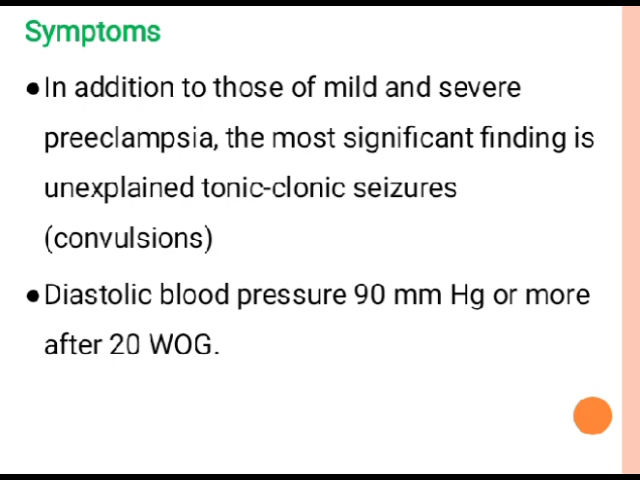 Symptoms
●In addition to those of mild and severe
preeclampsia, the most significant finding is
unexplained tonic-clonic seizures
(convulsions)
●Diastolic blood pressure 90 mm Hg or more
after 20 WOG.